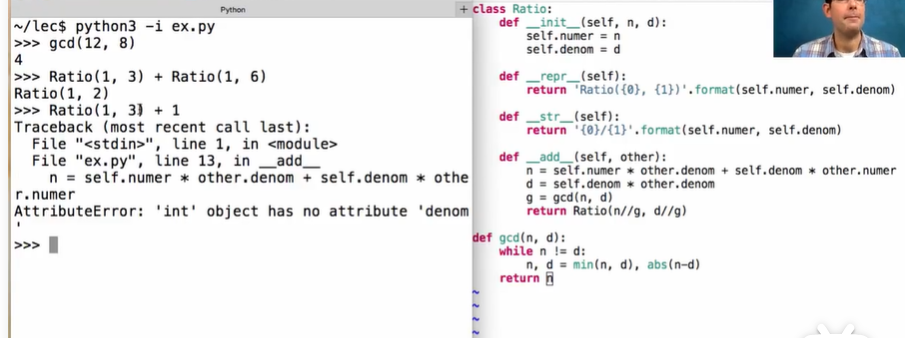 Python
+
~/lec$ python3 -i ex.py
>>> gcd(12, 8)
4
>>> Ratio(1, 3) + Ratio(1, 6)
Ratio(1, 2)
>>> Ratio(1, 3) + 1
Traceback (most recent call last):
  File "<stdin>", line 1, in <module>
  File "ex.py", line 13, in __add__
    n = self.numer * other.denom + self.denom * othe
r.numer
AttributeError: 'int' object has no attribute 'denom
'
>>>
class Ratio:
    def __init__(self, n, d):
        self.numer = n
        self.denom = d
    def __repr__(self):
        return 'Ratio({0}, {1})'.format(self.numer, self.denom)
    def __str__(self):
        return '{0}/{1}'.format(self.numer, self.denom)
    def __add__(self, other):
        n = self.numer * other.denom + self.denom * other.numer
        d = self.denom * other.denom
        g = gcd(n, d)
        return Ratio(n//g, d//g)
def gcd(n, d):
    while n != d:
        n, d = min(n, d), abs(n-d)
    return n
~
~
~
~